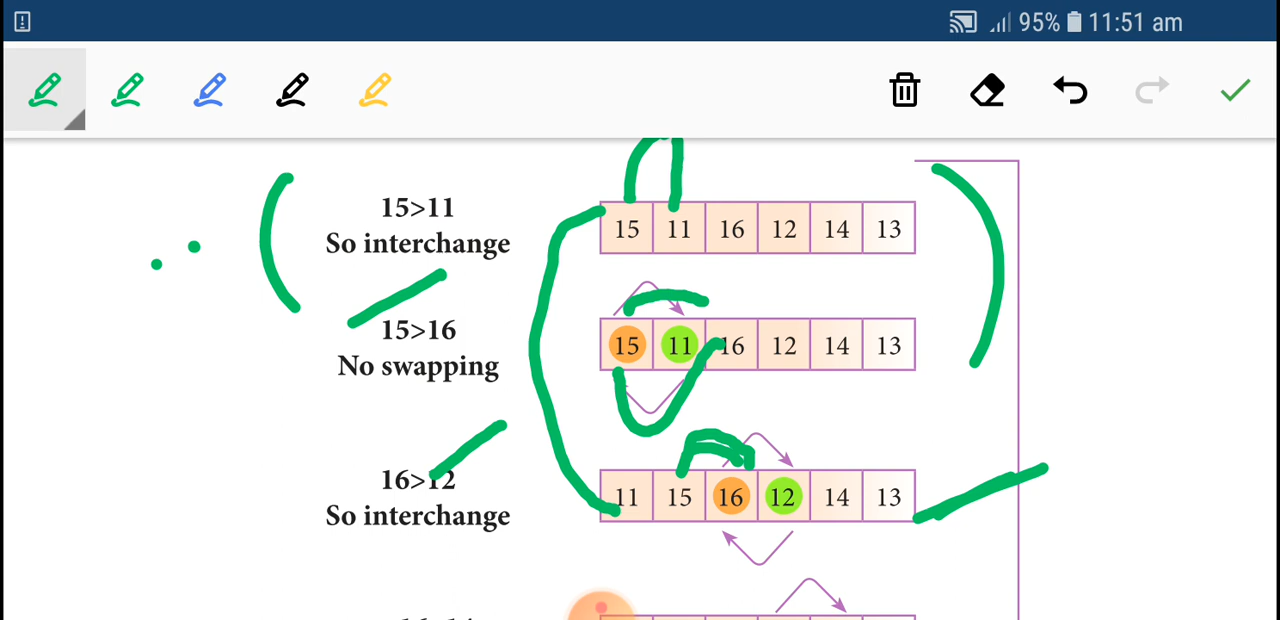 95% 11:51 am
15>11
So interchange
15 11 16 12 14 13
15>16
No swapping
15 11 16 12 14 13
16>12
So interchange
11 15 16 12 14 13